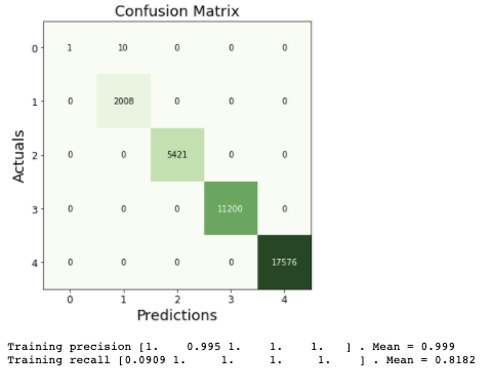 Confusion Matrix
0 1 10 0 0 0
1 0 2008 0 0 0
2 0 0 5421 0 0
3 0 0 0 11200 0
4 0 0 0 0 17576
Actuals
0 1 2 3 4
Predictions
Training precision [1. 0.995 1. 1. 1. ] . Mean = 0.999
Training recall [0.0909 1. 1. 1. 1. ] . Mean = 0.8182